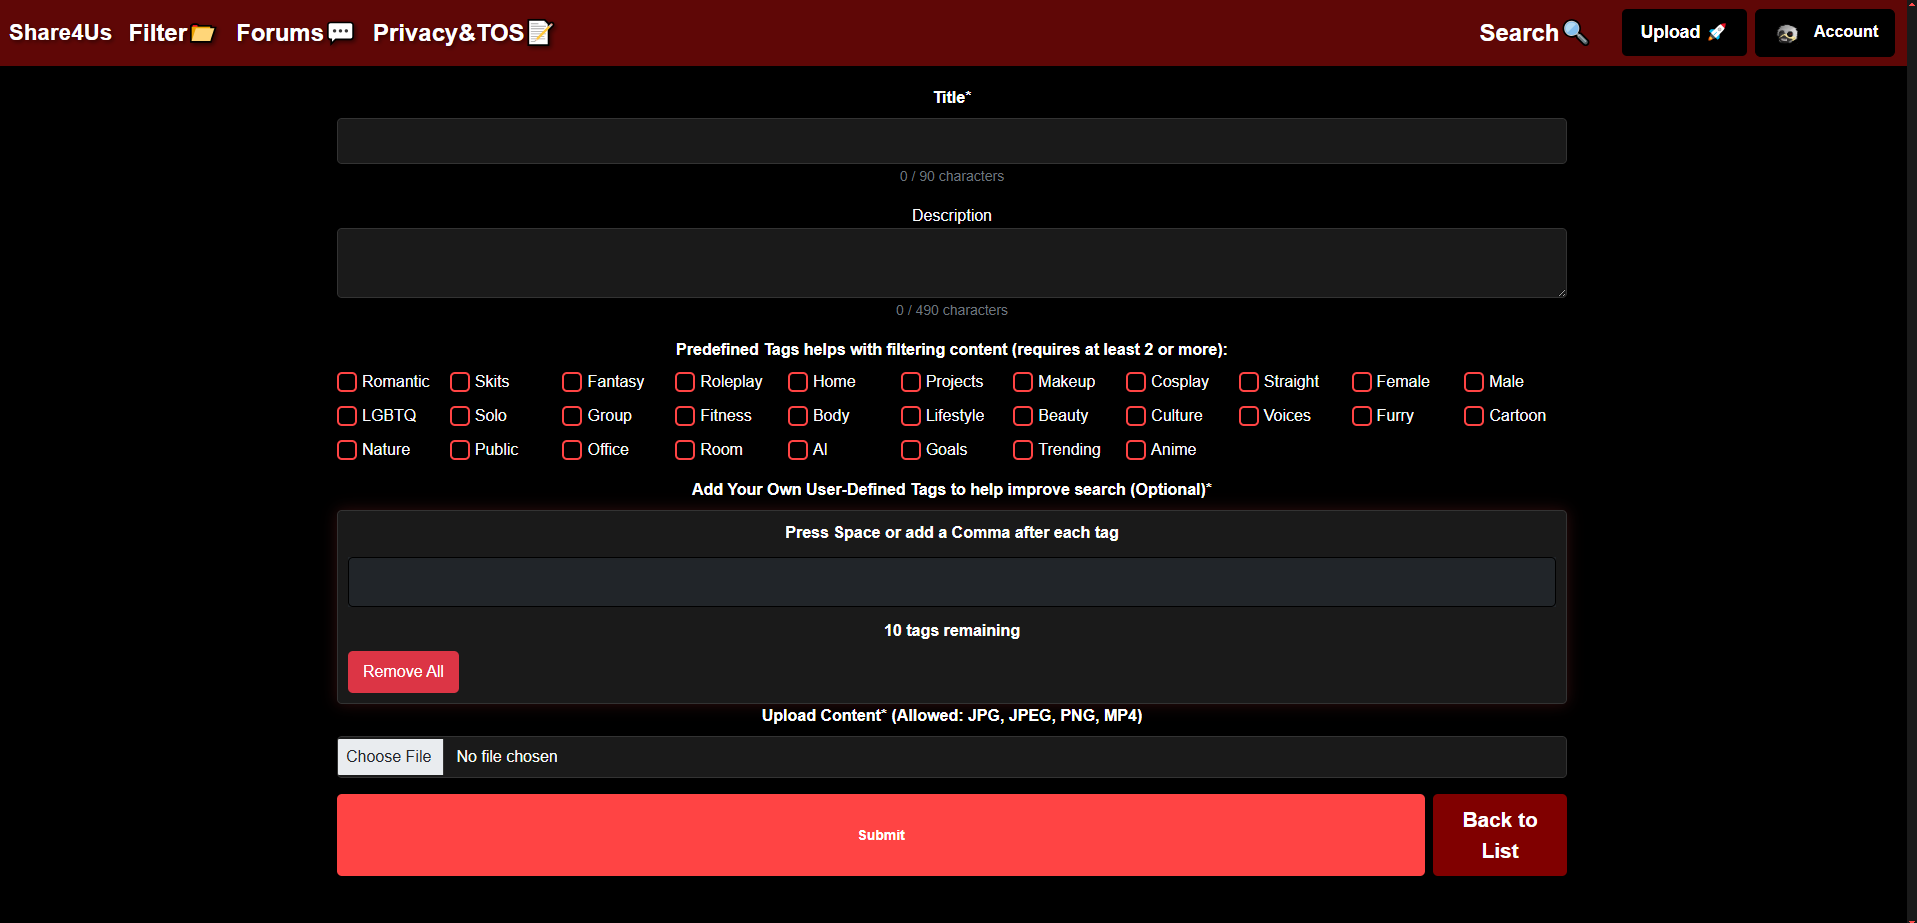 Share4Us Filter📂 Forums💬 Privacy&TOS📝 Search🔍 Upload 🚀 Account
Title*
0 / 90 characters
Description
0 / 490 characters
Predefined Tags helps with filtering content (requires at least 2 or more):
Romantic Skits Fantasy Roleplay Home Projects Makeup Cosplay Straight Female Male
LGBTQ Solo Group Fitness Body Lifestyle Beauty Culture Voices Furry Cartoon
Nature Public Office Room AI Goals Trending Anime
Add Your Own User-Defined Tags to help improve search (Optional)*
Press Space or add a Comma after each tag
10 tags remaining
Remove All
Upload Content* (Allowed: JPG, JPEG, PNG, MP4)
Choose File No file chosen
Submit
Back to
List